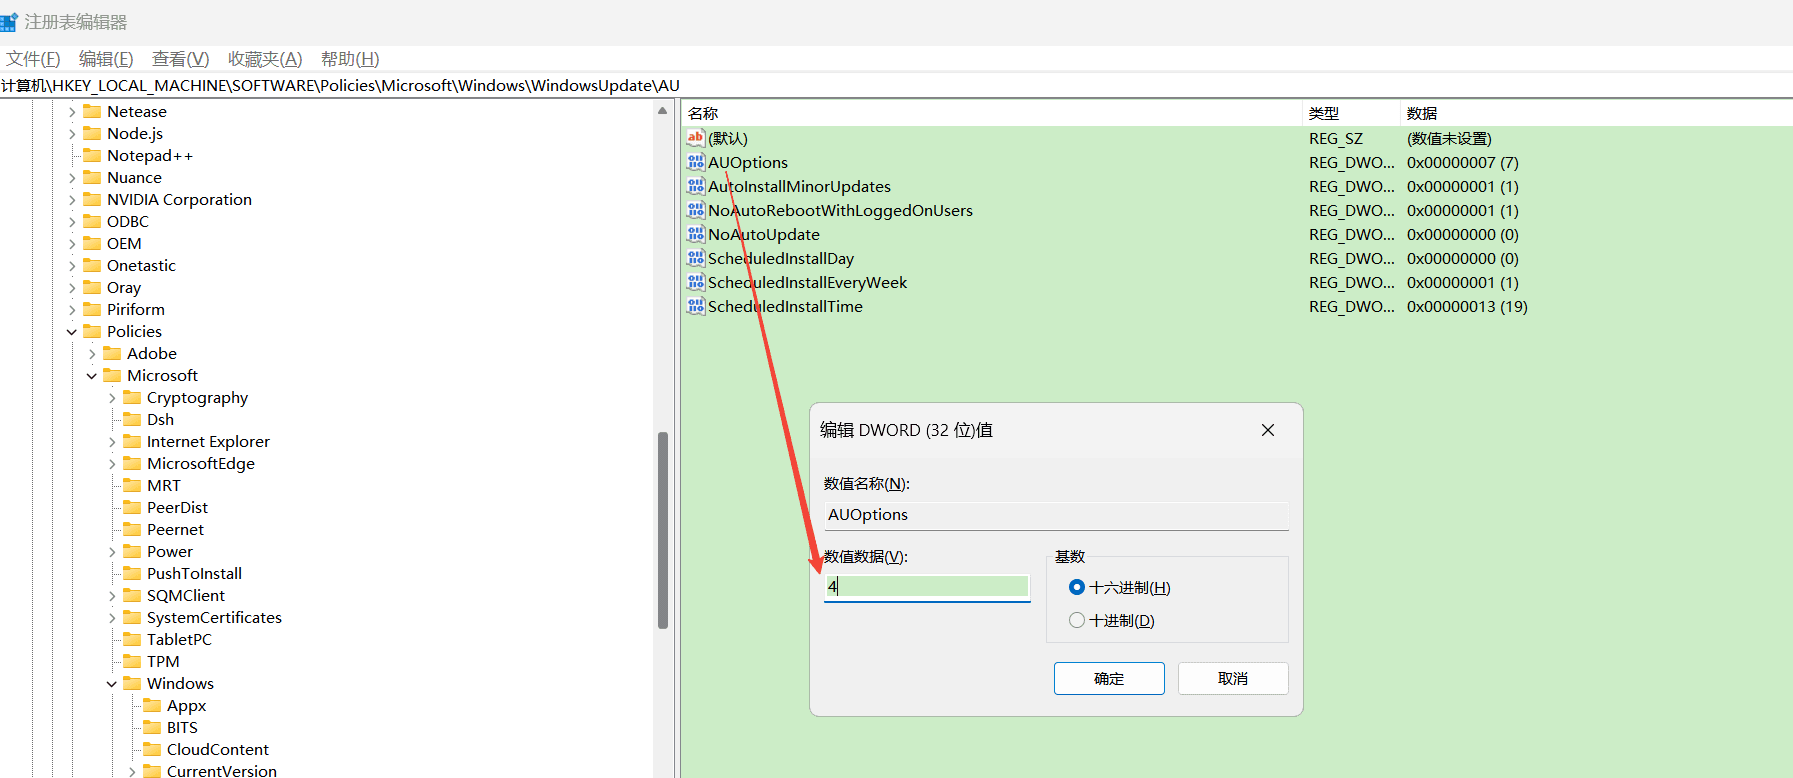 注册表编辑器
文件(F) 编辑(E) 查看(V) 收藏夹(A) 帮助(H)
计算机\HKEY_LOCAL_MACHINE\SOFTWARE\Policies\Microsoft\Windows\WindowsUpdate\AU
Netease
Node.js
Notepad++
Nuance
NVIDIA Corporation
ODBC
OEM
Onetastic
Oray
Piriform
Policies
Adobe
Microsoft
Cryptography
Dsh
Internet Explorer
MicrosoftEdge
MRT
PeerDist
Peernet
Power
PushToInstall
SQMClient
SystemCertificates
TabletPC
TPM
Windows
Appx
BITS
CloudContent
CurrentVersion
名称 类型 数据
(默认) REG_SZ (数值未设置)
AUOptions REG_DWO... 0x00000007 (7)
AutoInstallMinorUpdates REG_DWO... 0x00000001 (1)
NoAutoRebootWithLoggedOnUsers REG_DWO... 0x00000001 (1)
NoAutoUpdate REG_DWO... 0x00000000 (0)
ScheduledInstallDay REG_DWO... 0x00000000 (0)
ScheduledInstallEveryWeek REG_DWO... 0x00000001 (1)
ScheduledInstallTime REG_DWO... 0x00000013 (19)
编辑 DWORD (32 位)值
数值名称(N):
AUOptions
数值数据(V):
4
基数
十六进制(H)
十进制(D)
确定 取消